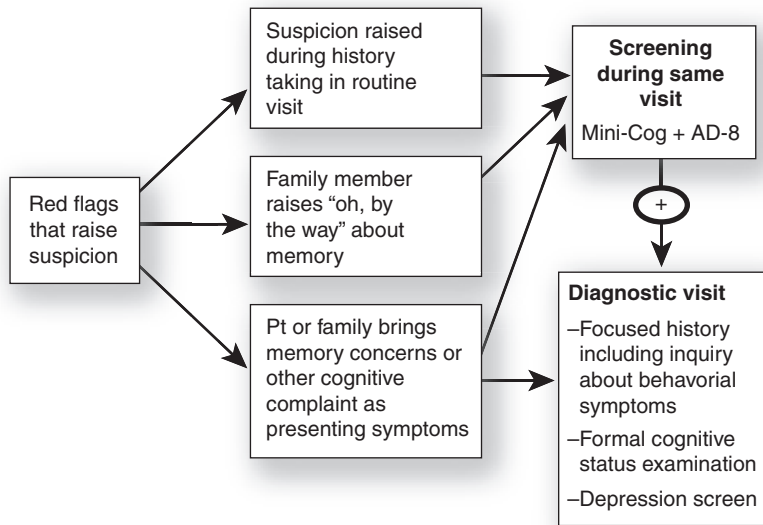 Red flags
that raise
suspicion
Suspicion raised
during history
taking in routine
visit
Family member
raises “oh, by
the way” about
memory
Pt or family brings
memory concerns or
other cognitive
complaint as
presenting symptoms
Screening
during same
visit
Mini-Cog + AD-8
+
Diagnostic visit
–Focused history
including inquiry
about behavorial
symptoms
–Formal cognitive
status examination
–Depression screen